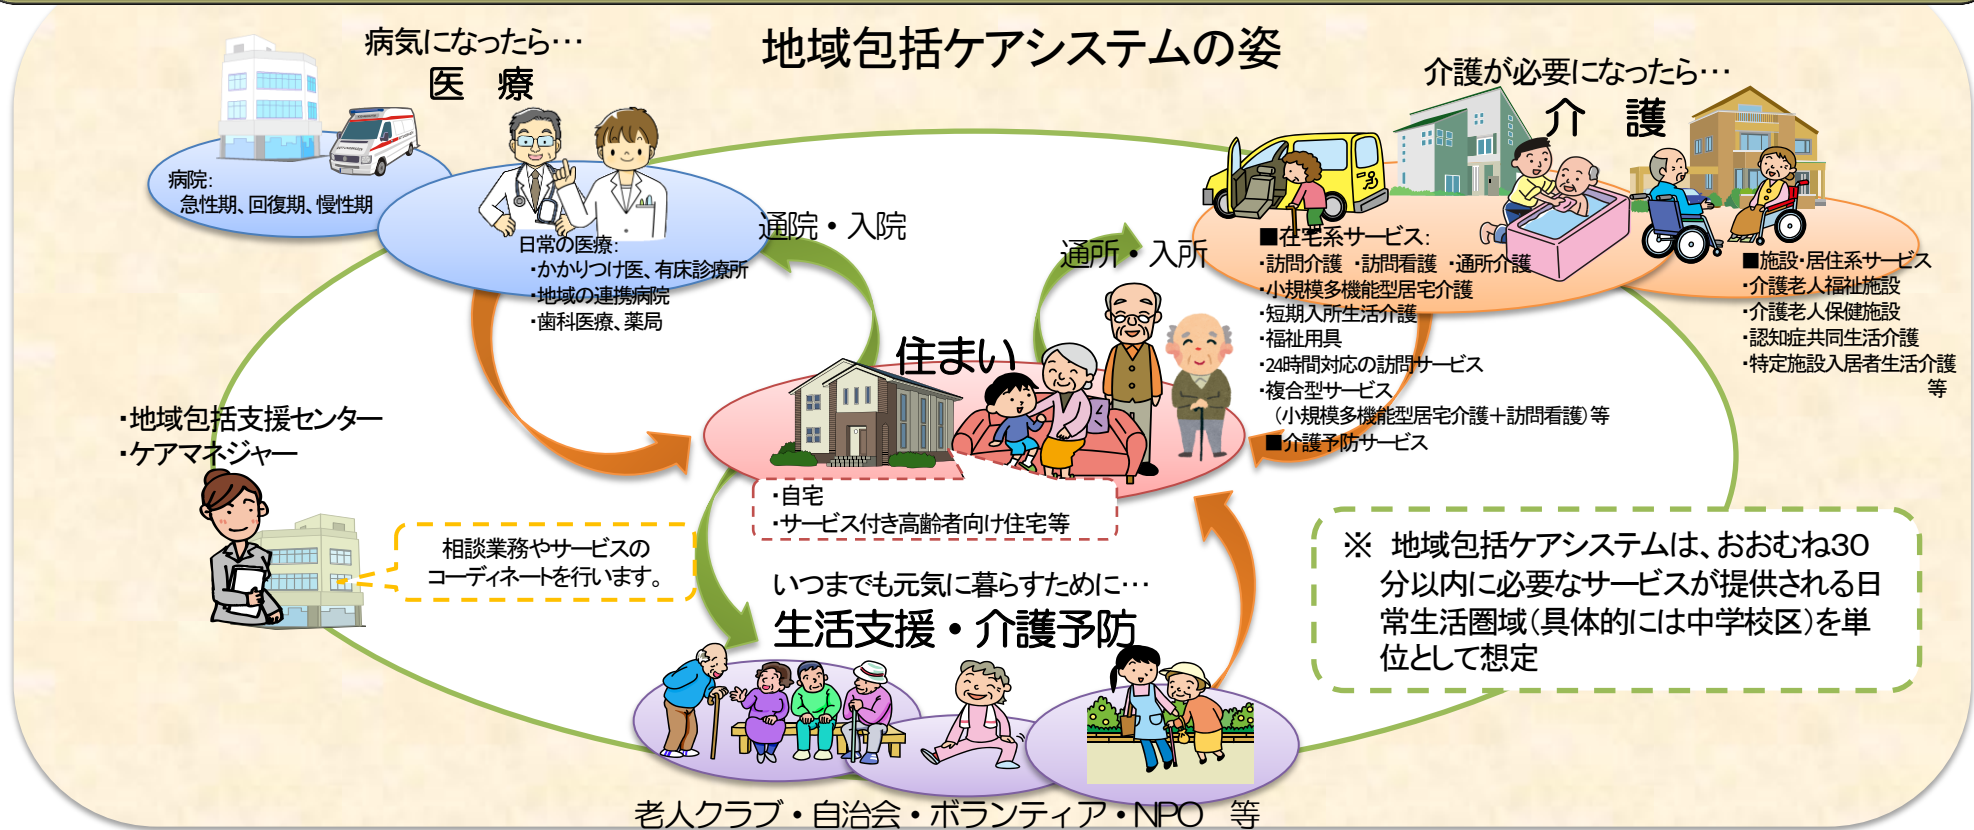 地域包括ケアシステムの姿
病気になったら…
医 療
病院:
急性期、回復期、慢性期
日常の医療:
・かかりつけ医、有床診療所
・地域の連携病院
・歯科医療、薬局
通院・入院
通所・入所
介護が必要になったら…
介 護
■在宅系サービス:
・訪問介護 ・訪問看護 ・通所介護
・小規模多機能型居宅介護
・短期入所生活介護
・福祉用具
・24時間対応の訪問サービス
・複合型サービス
(小規模多機能型居宅介護+訪問看護)等
■介護予防サービス
■施設・居住系サービス
・介護老人福祉施設
・介護老人保健施設
・認知症共同生活介護
・特定施設入居者生活介護
等
住まい
・自宅
・サービス付き高齢者向け住宅等
・地域包括支援センター
・ケアマネジャー
相談業務やサービスの
コーディネートを行います。
いつまでも元気に暮らすために…
生活支援・介護予防
老人クラブ・自治会・ボランティア・NPO 等
※ 地域包括ケアシステムは、おおむね30
分以内に必要なサービスが提供される日
常生活圏域(具体的には中学校区)を単
位として想定